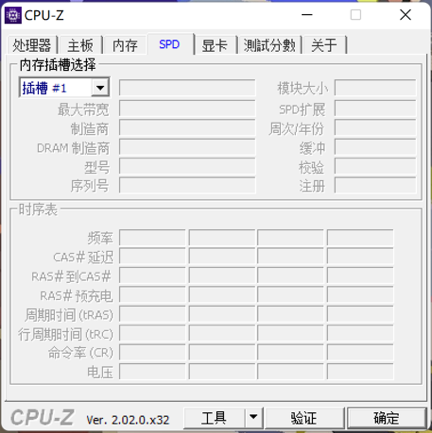 CPU-Z
处理器 主板 内存 SPD 显卡 測試分數 关于
内存插槽选择
插槽 #1 模块大小
最大带宽 SPD扩展
制造商 周次/年份
DRAM 制造商 缓冲
型号 校验
序列号 注册
时序表
频率
CAS# 延迟
RAS# 到CAS#
RAS# 预充电
周期时间 (tRAS)
行周期时间 (tRC)
命令率 (CR)
电压
CPU-Z Ver. 2.02.0.x32 工具 验证 确定